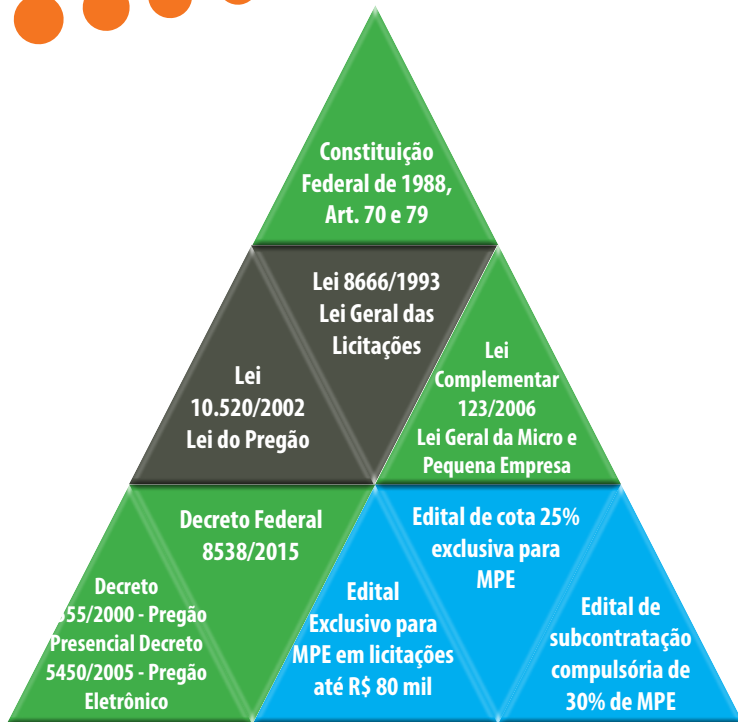 Constituição
Federal de 1988,
Art. 70 e 79
Lei 8666/1993
Lei Geral das
Licitações
Lei
10.520/2002
Lei do Pregão
Lei
Complementar
123/2006
Lei Geral da Micro e
Pequena Empresa
Decreto Federal
8538/2015
Decreto
555/2000 - Pregão
Presencial Decreto
5450/2005 - Pregão
Eletrônico
Edital
Exclusivo para
MPE em licitações
até R$ 80 mil
Edital de cota 25%
exclusiva para
MPE
Edital de
subcontratação
compulsória de
30% de MPE